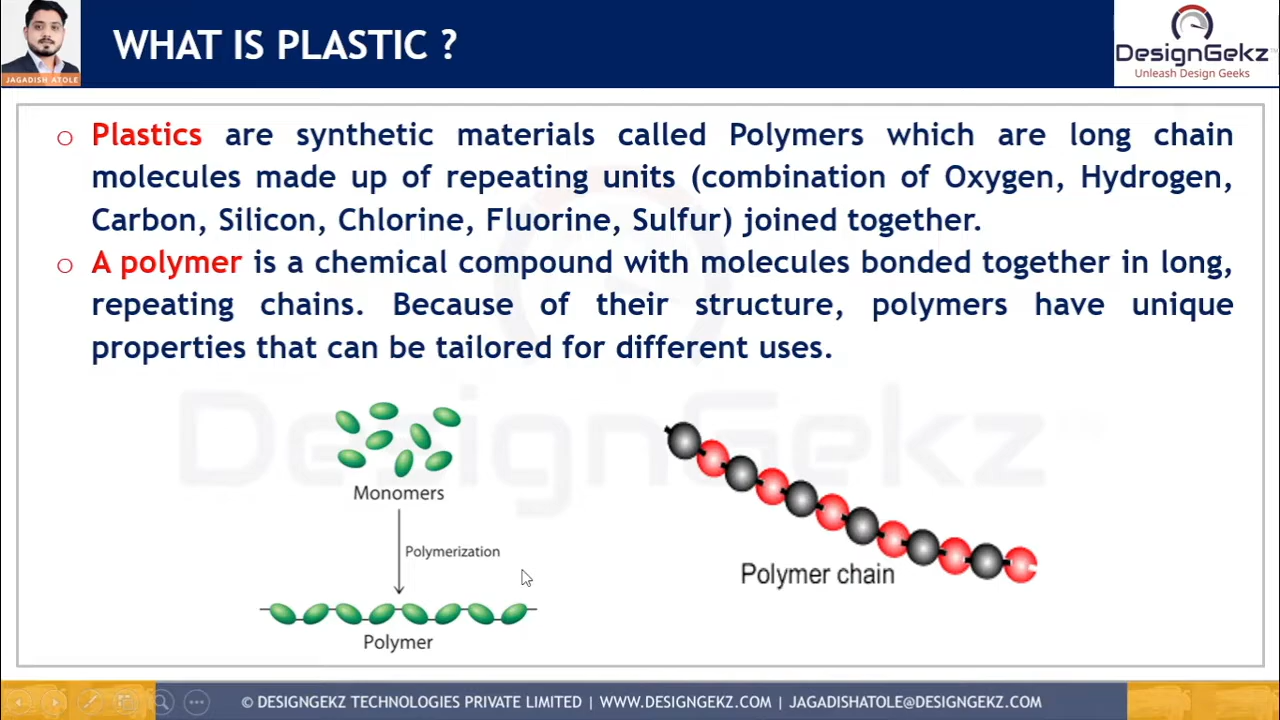 WHAT IS PLASTIC ?
JAGADISH ATOLE
DesignGekz™
Unleash Design Geeks
o Plastics are synthetic materials called Polymers which are long chain
molecules made up of repeating units (combination of Oxygen, Hydrogen,
Carbon, Silicon, Chlorine, Fluorine, Sulfur) joined together.
o A polymer is a chemical compound with molecules bonded together in long,
repeating chains. Because of their structure, polymers have unique
properties that can be tailored for different uses.
DesignGekz
Monomers
Polymerization
Polymer
Polymer chain
© DESIGNGEKZ TECHNOLOGIES PRIVATE LIMITED | WWW.DESIGNGEKZ.COM | JAGADISHATOLE@DESIGNGEKZ.COM